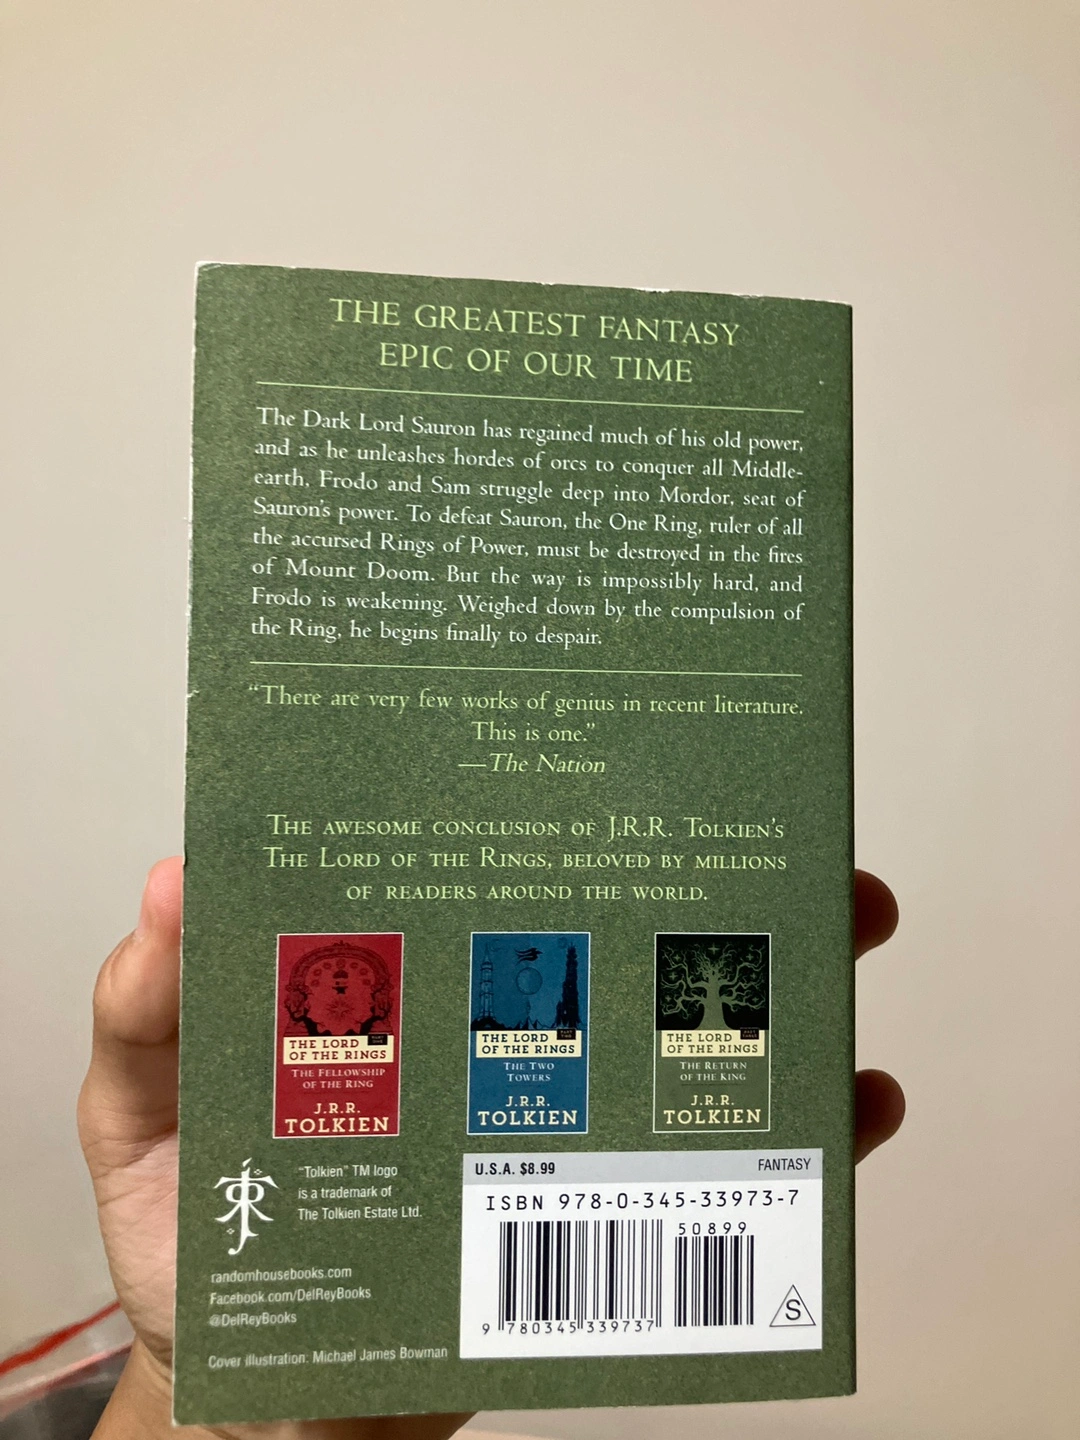 THE GREATEST FANTASY
EPIC OF OUR TIME
The Dark Lord Sauron has regained much of his old power,
and as he unleashes hordes of orcs to conquer all Middle-
earth, Frodo and Sam struggle deep into Mordor, seat of
Sauron's power. To defeat Sauron, the One Ring, ruler of all
the accursed Rings of Power, must be destroyed in the fires
of Mount Doom. But the way is impossibly hard, and
Frodo is weakening. Weighed down by the compulsion of
the Ring, he begins finally to despair.
“There are very few works of genius in recent literature.
This is one.”
—The Nation
THE AWESOME CONCLUSION OF J.R.R. TOLKIEN'S
THE LORD OF THE RINGS, BELOVED BY MILLIONS
OF READERS AROUND THE WORLD.
THE LORD
OF THE RINGS
PART
ONE
THE FELLOWSHIP
OF THE RING
J.R.R.
TOLKIEN
THE LORD
OF THE RINGS
PART
TWO
THE TWO
TOWERS
J.R.R.
TOLKIEN
THE LORD
OF THE RINGS
PART
THREE
THE RETURN
OF THE KING
J.R.R.
TOLKIEN
“Tolkien” TM logo
is a trademark of
The Tolkien Estate Ltd.
randomhousebooks.com
Facebook.com/DelReyBooks
@DelReyBooks
Cover illustration: Michael James Bowman
U.S.A. $8.99 FANTASY
ISBN 978-0-345-33973-7
50899
9 780345 339737
S